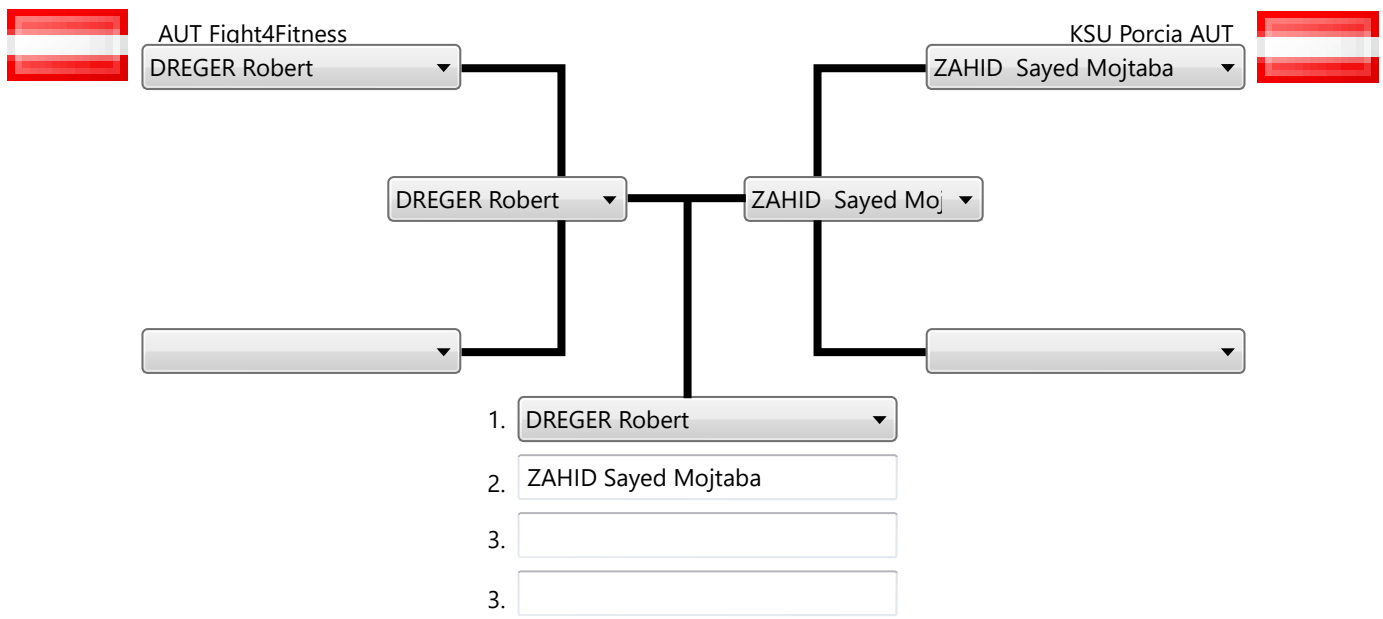 AUT Fight4Fitness
KSU Porcia AUT
DREGER Robert
ZAHID Sayed Mojtaba
DREGER Robert
ZAHID Sayed Moj
1. DREGER Robert
2. ZAHID Sayed Mojtaba
3.
3.